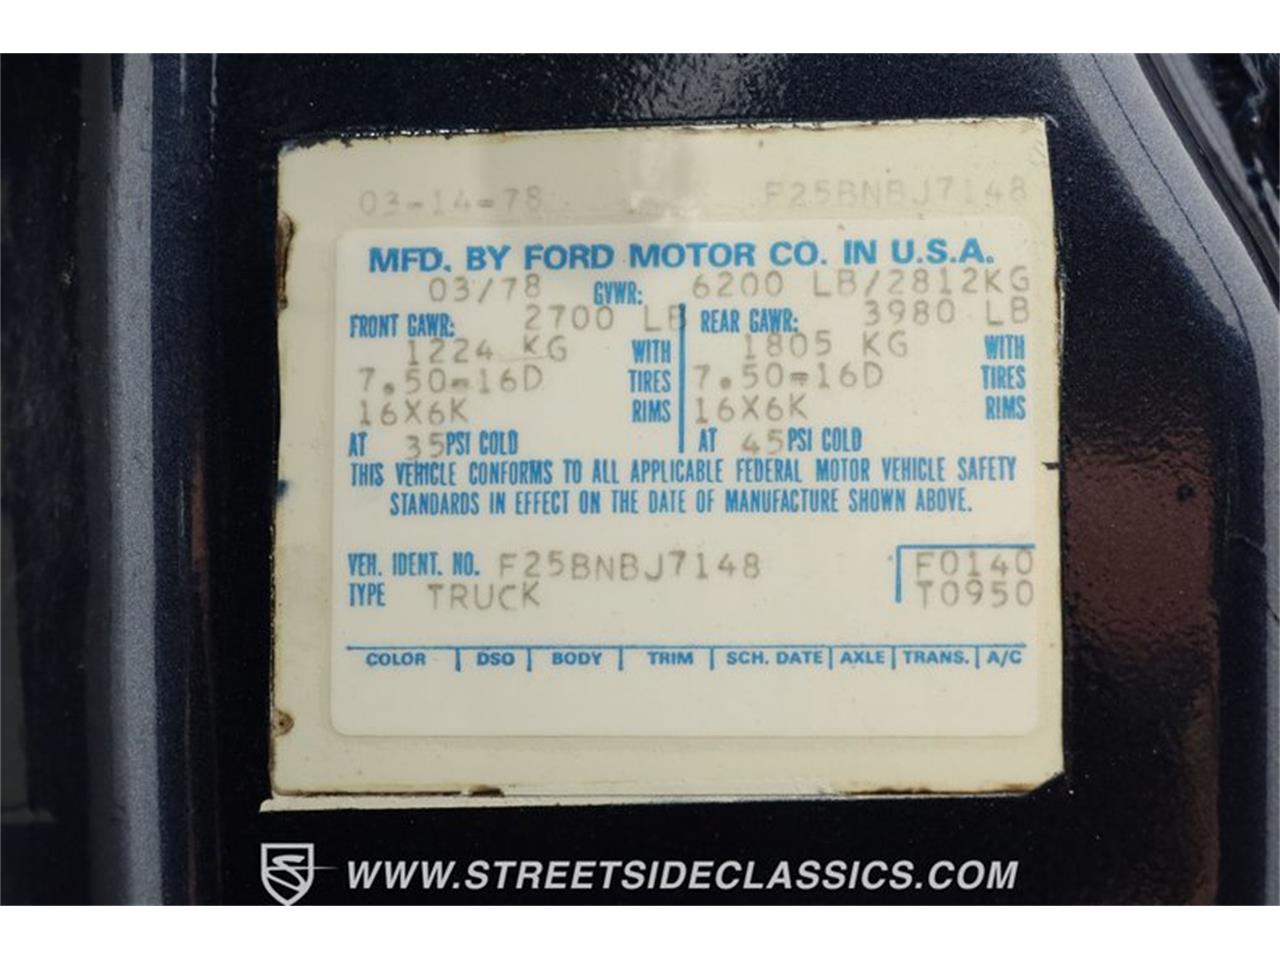 03-14-78 F25BNBJ7148
MFD. BY FORD MOTOR CO. IN U.S.A.
03/78 GVWR: 6200 LB/2812KG
FRONT GAWR: 2700 LB REAR GAWR: 3980 LB
1224 KG WITH 1805 KG WITH
7.50-16D TIRES 7.50-16D TIRES
16X6K RIMS 16X6K RIMS
AT 35 PSI COLD AT 45 PSI COLD
THIS VEHICLE CONFORMS TO ALL APPLICABLE FEDERAL MOTOR VEHICLE SAFETY
STANDARDS IN EFFECT ON THE DATE OF MANUFACTURE SHOWN ABOVE.
VEH. IDENT. NO. F25BNBJ7148 F0140
TYPE TRUCK T0950
COLOR DSO BODY TRIM SCH. DATE AXLE TRANS. A/C
WWW.STREETSIDECLASSICS.COM